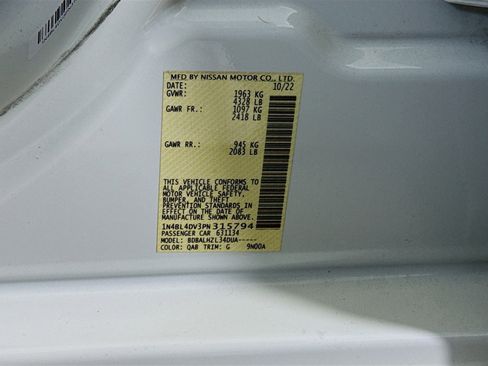 MFD BY NISSAN MOTOR CO., LTD.
DATE: 10/22
GVWR: 1963 KG
4328 LB
GAWR FR.: 1097 KG
2418 LB
GAWR RR.: 945 KG
2083 LB
THIS VEHICLE CONFORMS TO
ALL APPLICABLE FEDERAL
MOTOR VEHICLE SAFETY,
BUMPER, AND THEFT
PREVENTION STANDARDS
IN EFFECT ON THE DATE OF
MANUFACTURE SHOWN ABOVE.
1N4BL4DV3PN315794
PASSENGER CAR 631134
MODEL: BDBALHZL34DUA-----
COLOR: QAB TRIM: G 9N00A